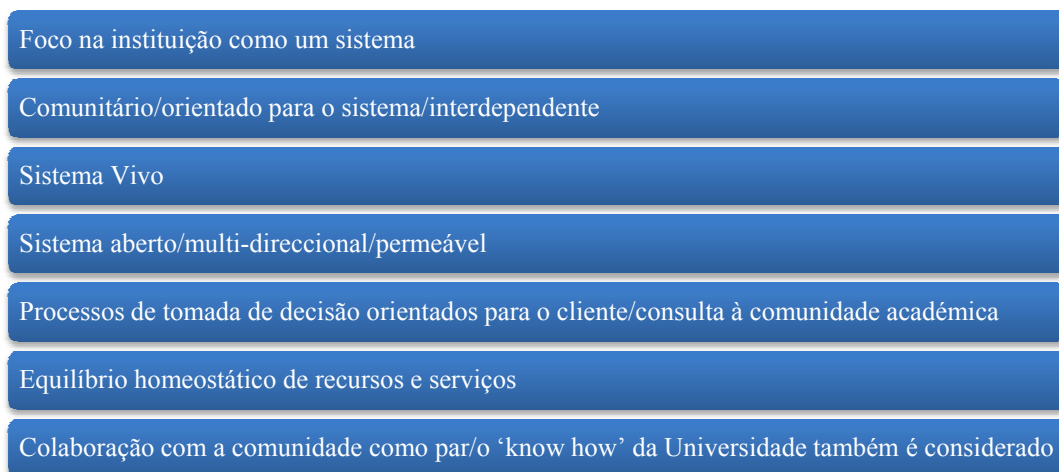 Foco na instituição como um sistema
Comunitário/orientado para o sistema/interdependente
Sistema Vivo
Sistema aberto/multi-direccional/permeável
Processos de tomada de decisão orientados para o cliente/consulta à comunidade académica
Equilíbrio homeostático de recursos e serviços
Colaboração com a comunidade como par/o ‘know how’ da Universidade também é considerado